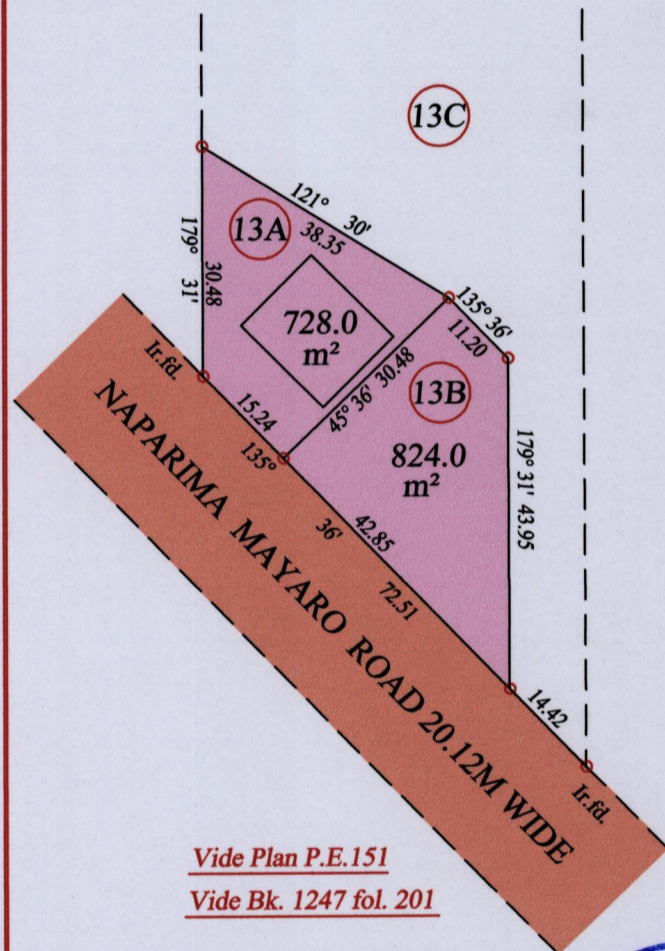 13C
121° 30'
38.35
13A
179° 31'
30.48
728.0
m²
135° 36'
11.20
45° 36' 30.48
13B
824.0
m²
179° 31' 43.95
Ir.fd.
15.24
135° 36'
42.85
72.51
14.42
Ir.fd.
NAPARIMA MAYARO ROAD 20.12M WIDE
Vide Plan P.E.151
Vide Bk. 1247 fol. 201